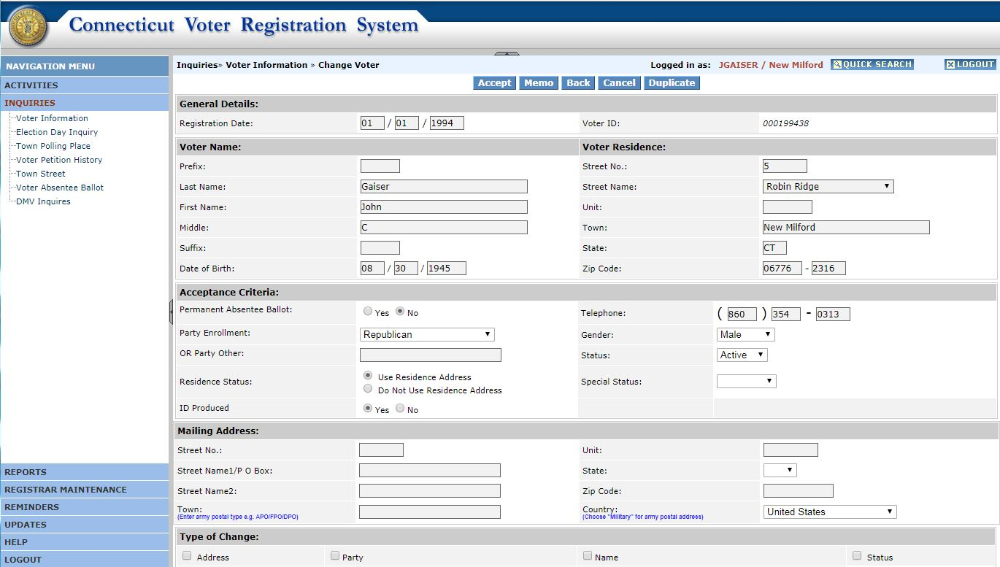 Connecticut Voter Registration System
NAVIGATION MENU
ACTIVITIES
INQUIRIES
Voter Information
Election Day Inquiry
Town Polling Place
Voter Petition History
Town Street
Voter Absentee Ballot
DMV Inquires
REPORTS
REGISTRAR MAINTENANCE
REMINDERS
UPDATES
HELP
LOGOUT
Inquiries» Voter Information » Change Voter Logged in as: JGAISER / New Milford QUICK SEARCH LOGOUT
Accept Memo Back Cancel Duplicate
General Details:
Registration Date: 01 / 01 / 1994 Voter ID: 000199438
Voter Name: Voter Residence:
Prefix: Street No.: 5
Last Name: Gaiser Street Name: Robin Ridge
First Name: John Unit:
Middle: C Town: New Milford
Suffix: State: CT
Date of Birth: 08 / 30 / 1945 Zip Code: 06776 - 2316
Acceptance Criteria:
Permanent Absentee Ballot: Yes No Telephone: ( 860 ) 354 - 0313
Party Enrollment: Republican Gender: Male
OR Party Other: Status: Active
Residence Status: Use Residence Address Special Status:
Do Not Use Residence Address
ID Produced Yes No
Mailing Address:
Street No.: Unit:
Street Name1/P O Box: State:
Street Name2: Zip Code:
Town: Country: United States
(Enter army postal type e.g. APO/FPO/DPO) (Choose "Military" for army postal address)
Type of Change:
Address Party Name Status